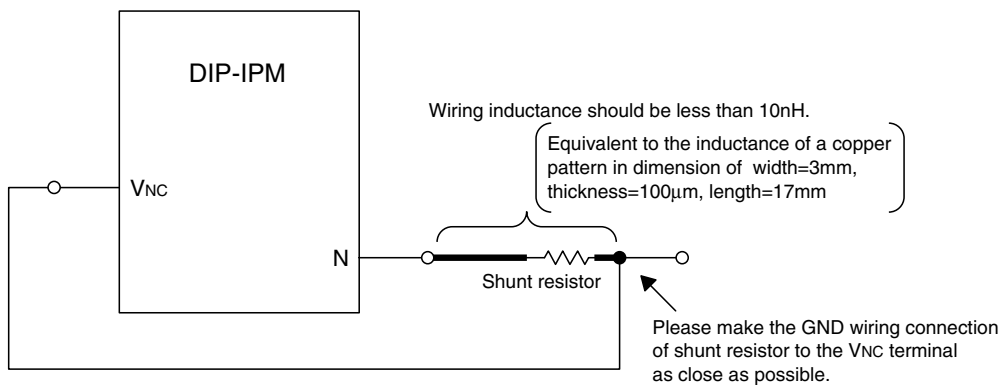 DIP-IPM
Wiring inductance should be less than 10nH.
Equivalent to the inductance of a copper
pattern in dimension of width=3mm,
thickness=100μm, length=17mm
VNC
N
Shunt resistor
Please make the GND wiring connection
of shunt resistor to the VNC terminal
as close as possible.